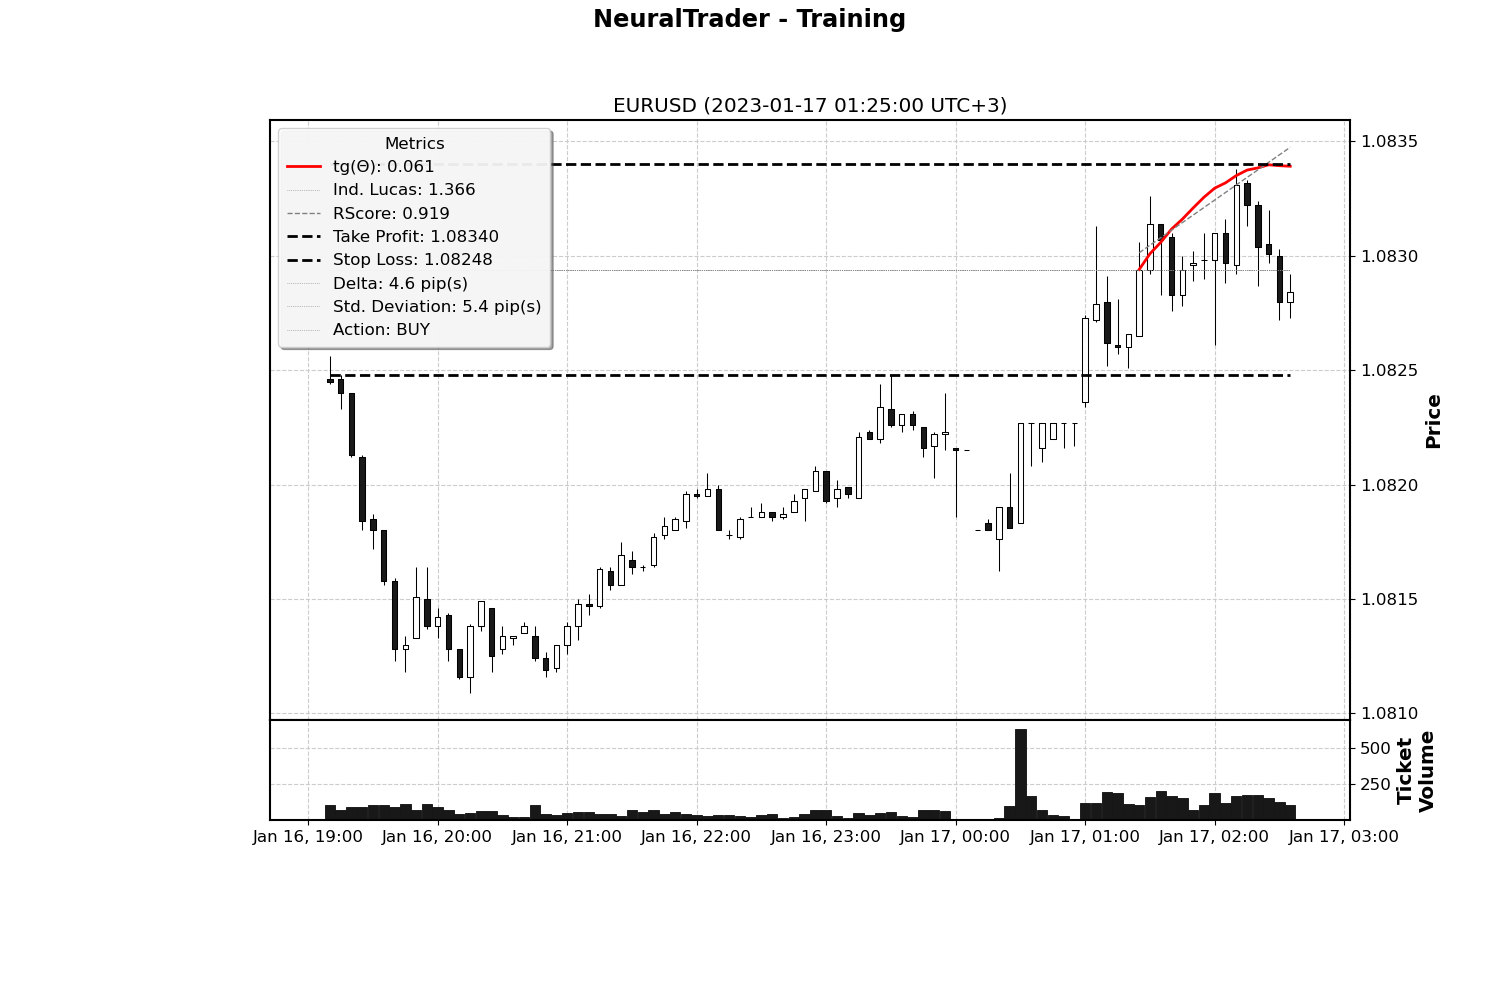 NeuralTrader - Training
EURUSD (2023-01-17 01:25:00 UTC+3)
Metrics
tg(Θ): 0.061
Ind. Lucas: 1.366
RScore: 0.919
Take Profit: 1.08340
Stop Loss: 1.08248
Delta: 4.6 pip(s)
Std. Deviation: 5.4 pip(s)
Action: BUY
1.0835
1.0830
1.0825
1.0820
1.0815
1.0810
Price
500
250
Ticket
Volume
Jan 16, 19:00 Jan 16, 20:00 Jan 16, 21:00 Jan 16, 22:00 Jan 16, 23:00 Jan 17, 00:00 Jan 17, 01:00 Jan 17, 02:00 Jan 17, 03:00